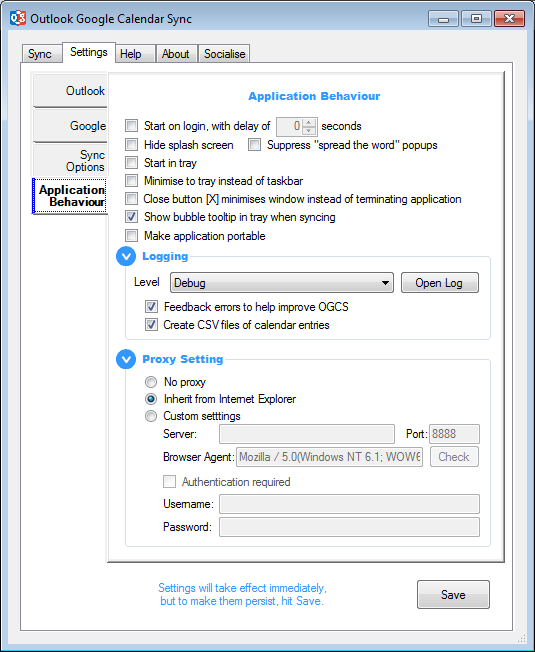 Outlook Google Calendar Sync
Sync Settings Help About Socialise
Outlook
Google
Sync
Options
Application
Behaviour
Application Behaviour
Start on login, with delay of 0 seconds
Hide splash screen Suppress "spread the word" popups
Start in tray
Minimise to tray instead of taskbar
Close button [X] minimises window instead of terminating application
Show bubble tooltip in tray when syncing
Make application portable
Logging
Level Debug Open Log
Feedback errors to help improve OGCS
Create CSV files of calendar entries
Proxy Setting
No proxy
Inherit from Internet Explorer
Custom setttings
Server: Port: 8888
Browser Agent: Mozilla / 5.0(Windows NT 6.1; WOW6 Check
Authentication required
Username:
Password:
Settings will take effect immediately,
but to make them persist, hit Save.
Save